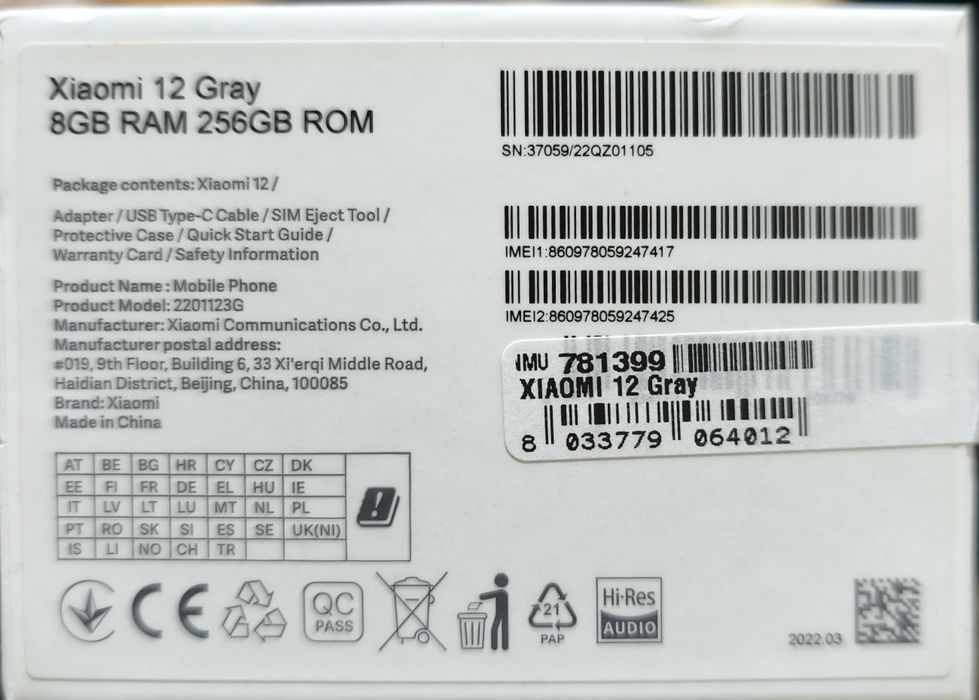 Xiaomi 12 Gray
8GB RAM 256GB ROM
Package contents: Xiaomi 12 /
Adapter / USB Type-C Cable / SIM Eject Tool /
Protective Case / Quick Start Guide /
Warranty Card / Safety Information
Product Name : Mobile Phone
Product Model: 2201123G
Manufacturer: Xiaomi Communications Co., Ltd.
Manufacturer postal address:
#019, 9th Floor, Building 6, 33 Xi'erqi Middle Road,
Haidian District, Beijing, China, 100085
Brand: Xiaomi
Made in China
SN:37059/22QZ01105
IMEI1:860978059247417
IMEI2:860978059247425
IMU 781399
XIAOMI 12 Gray
8 033779 064012
AT BE BG HR CY CZ DK
EE FI FR DE EL HU IE
IT LV LT LU MT NL PL
PT RO SK SI ES SE UK(NI)
IS LI NO CH TR
CE
QC
PASS
21
PAP
Hi-Res
AUDIO
2022.03